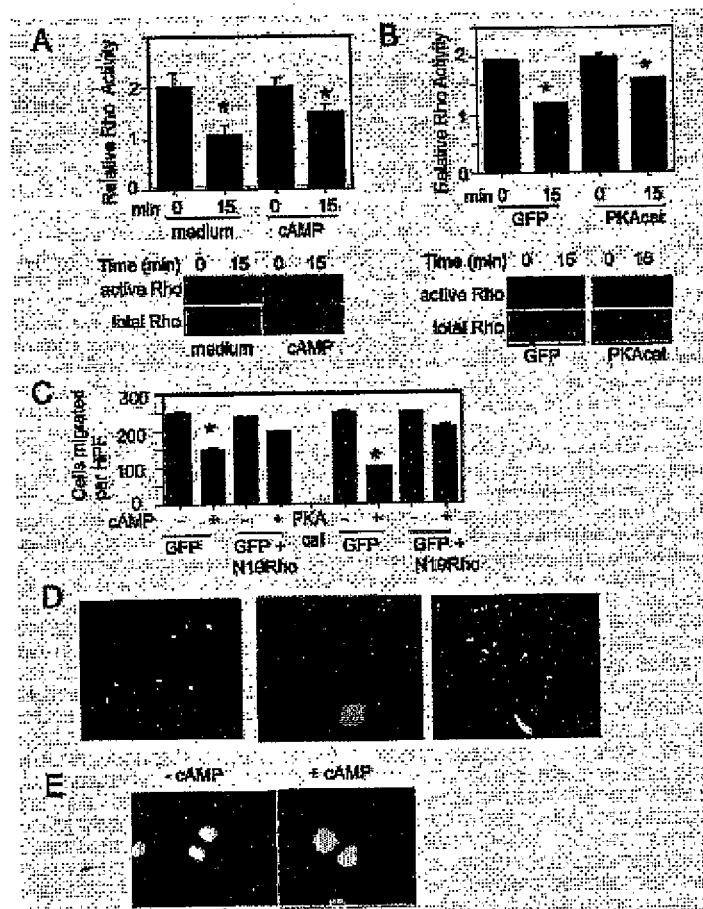 A
Relative Rho Activity
2
1
0
min 0 15 0 15
medium cAMP
Time (min) 0 15 0 15
active Rho
total Rho
medium cAMP
B
Relative Rho Activity
2
1
0
min 0 15 0 15
GFP PKAcat
Time (min) 0 15 0 15
active Rho
total Rho
GFP PKAcat
C
Cells migrated
per HPF
300
200
100
0
cAMP - + - + PKA cat - + - +
GFP GFP + N19Rho GFP GFP + N19Rho
D
E
- cAMP + cAMP